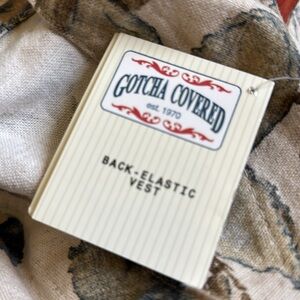 GOTCHA COVERED
est. 1970
BACK-ELASTIC
VEST